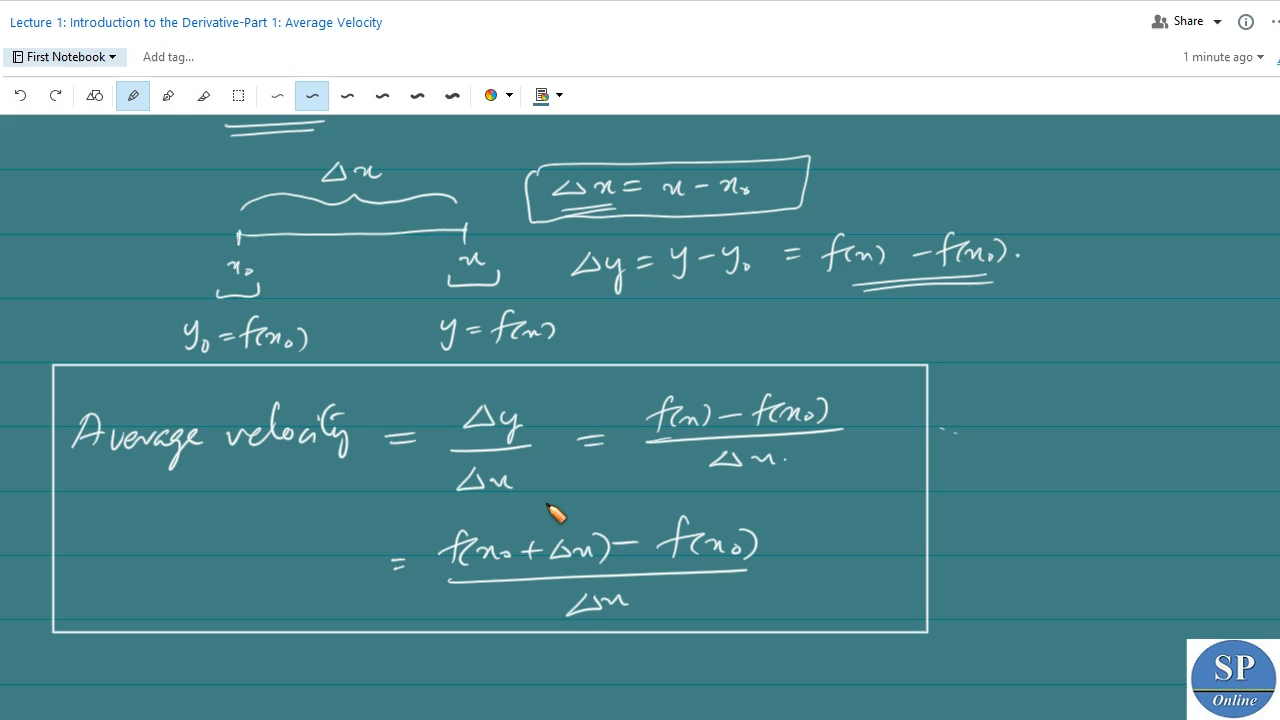 Lecture 1: Introduction to the Derivative-Part 1: Average Velocity
Share
First Notebook
Add tag...
1 minute ago
Δx
Δx = x - x₀
x₀
x
Δy = y - y₀ = f(x) - f(x₀).
y₀ = f(x₀)
y = f(x)
Average velocity = Δy/Δx = f(x) - f(x₀)/Δx.
= f(x₀ + Δx) - f(x₀)/Δx
SP
Online